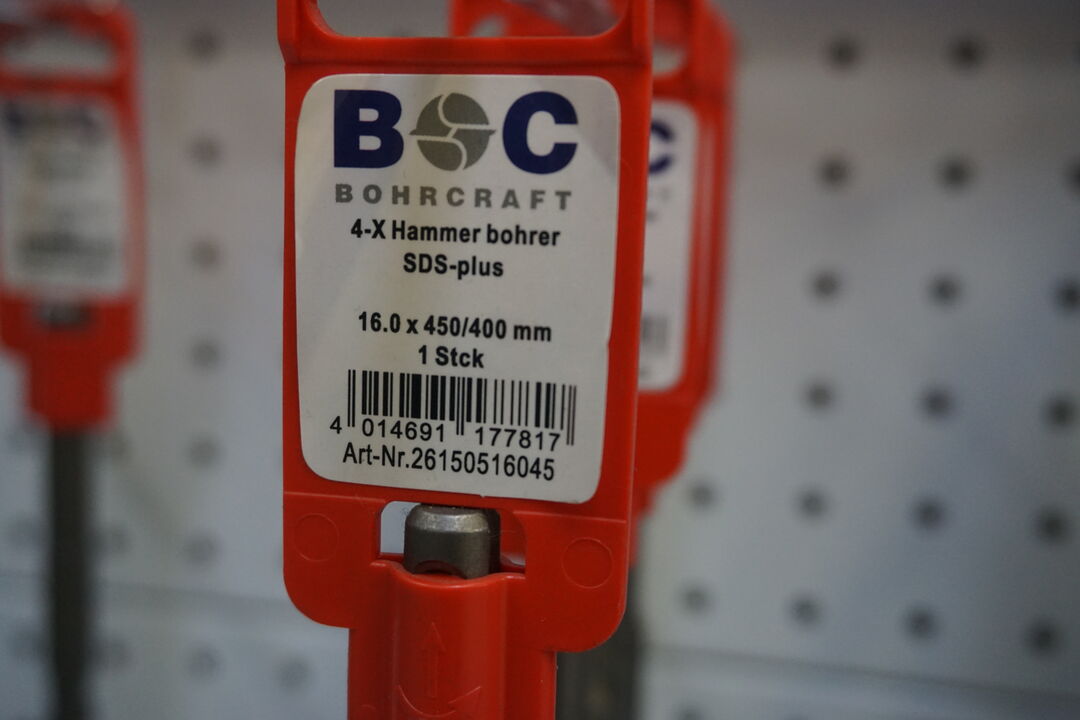 BOC
BOHRCRAFT
4-X Hammer bohrer
SDS-plus
16.0 x 450/400 mm
1 Stck
4 014691 177817
Art-Nr.26150516045
C